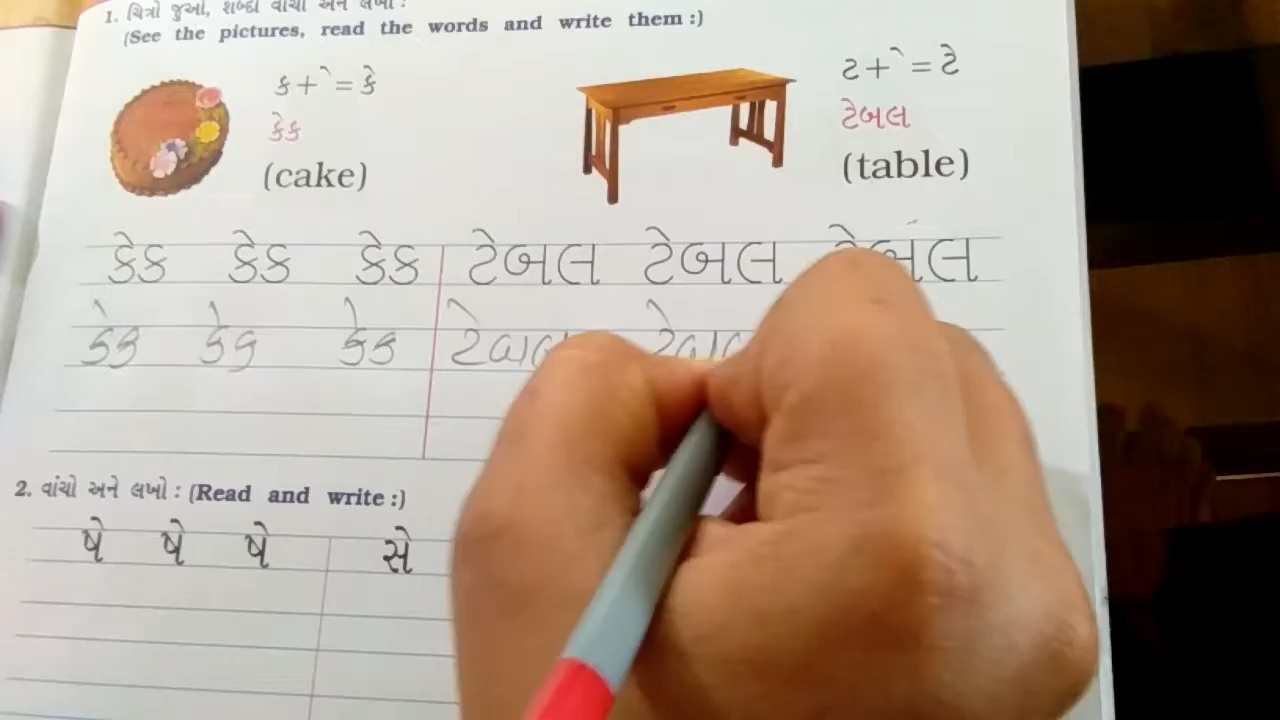 1. ચિત્રો જુઓ, શબ્દો વાંચો અને લખો :
(See the pictures, read the words and write them :)
ક + ે = કે
કેક
(cake)
ટ + ે = ટે
ટેબલ
(table)
કેક કેક કેક ટેબલ ટેબલ ટેબલ
કેક કેક કેક
2. વાંચો અને લખો : (Read and write :)
ષે ષે ષે સે